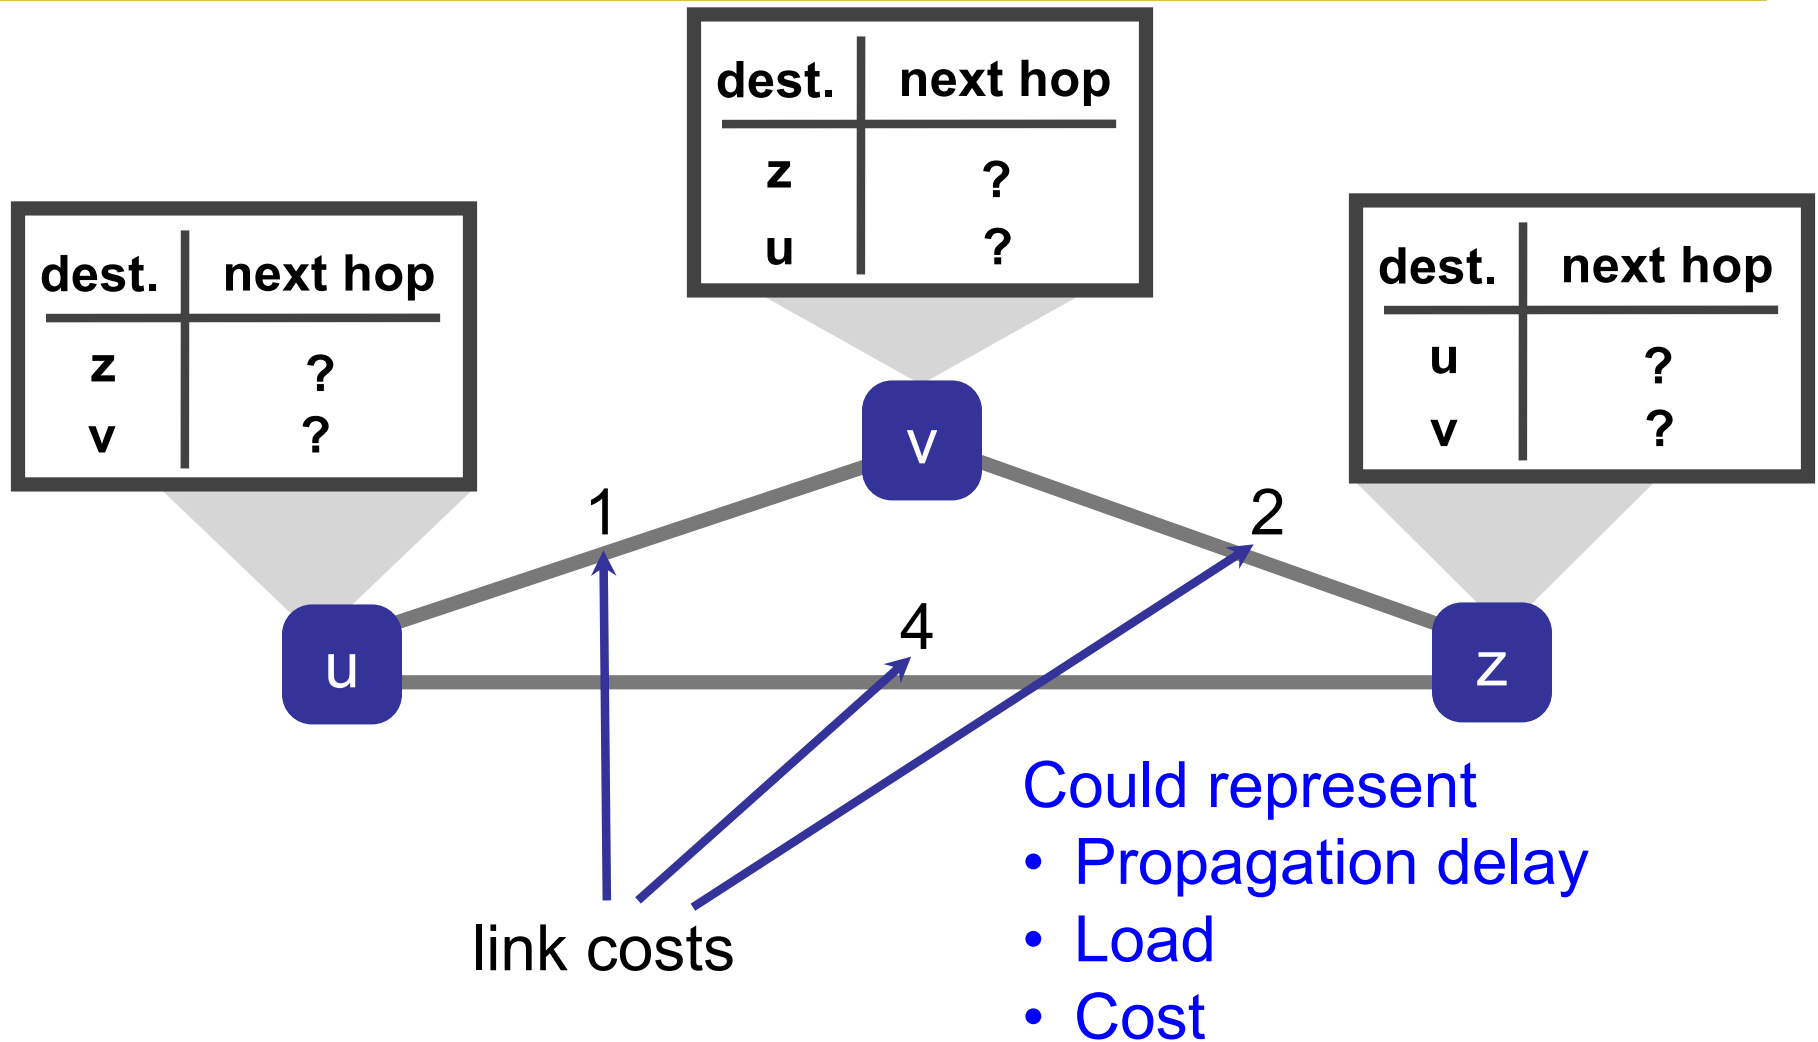 dest. next hop
z ?
u ?
dest. next hop
z ?
v ?
dest. next hop
u ?
v ?
v
1
2
4
u
z
link costs
Could represent
• Propagation delay
• Load
• Cost